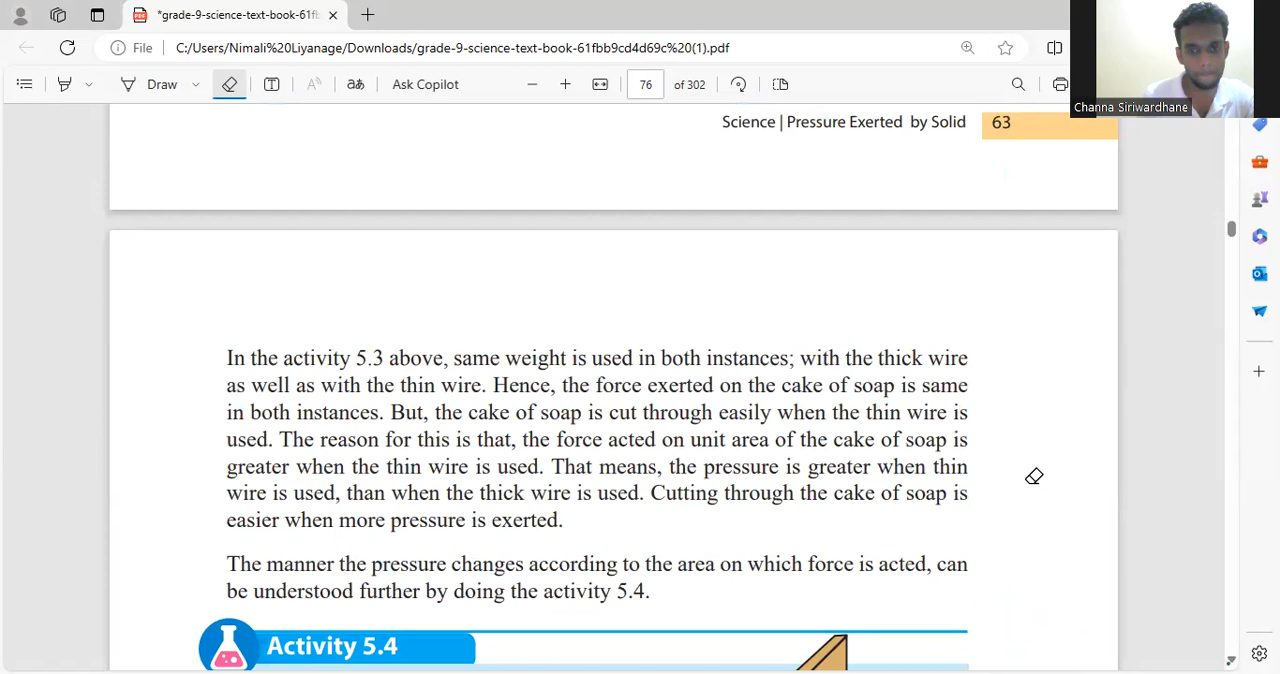 *grade-9-science-text-book-61fb
File
C:/Users/Nimali%20Liyanage/Downloads/grade-9-science-text-book-61fbb9cd4d69c%20(1).pdf
Draw
aあ
Ask Copilot
76
of 302
Channa Siriwardhane
Science | Pressure Exerted by Solid 63
In the activity 5.3 above, same weight is used in both instances; with the thick wire
as well as with the thin wire. Hence, the force exerted on the cake of soap is same
in both instances. But, the cake of soap is cut through easily when the thin wire is
used. The reason for this is that, the force acted on unit area of the cake of soap is
greater when the thin wire is used. That means, the pressure is greater when thin
wire is used, than when the thick wire is used. Cutting through the cake of soap is
easier when more pressure is exerted.
The manner the pressure changes according to the area on which force is acted, can
be understood further by doing the activity 5.4.
Activity 5.4